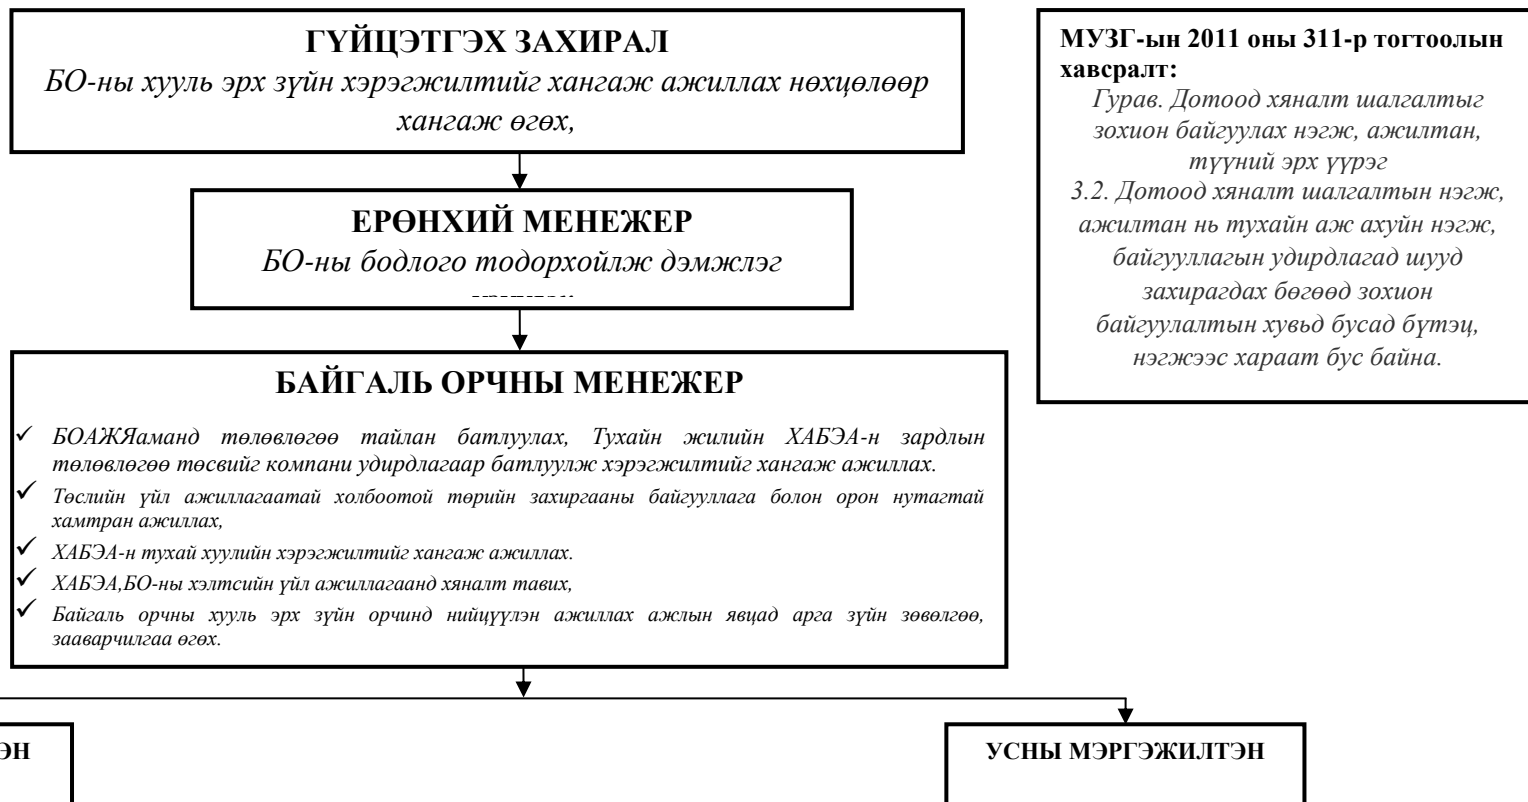 ГҮЙЦЭТГЭХ ЗАХИРАЛ
БО-ны хууль эрх зүйн хэрэгжилтийг хангаж ажиллах нөхцөлөөр
хангаж өгөх,
ЕРӨНХИЙ МЕНЕЖЕР
БО-ны бодлого тодорхойлж дэмжлэг
БАЙГАЛЬ ОРЧНЫ МЕНЕЖЕР
✓ БОАЖЯаманд төлөвлөгөө тайлан батлуулах, Тухайн жилийн ХАБЭА-н зардлын
төлөвлөгөө төсвийг компани удирдлагаар батлуулж хэрэгжилтийг хангаж ажиллах.
✓ Төслийн үйл ажиллагаатай холбоотой төрийн захиргааны байгууллага болон орон нутагтай
хамтран ажиллах,
✓ ХАБЭА-н тухай хуулийн хэрэгжилтийг хангаж ажиллах.
✓ ХАБЭА,БО-ны хэлтсийн үйл ажиллагаанд хяналт тавих,
✓ Байгаль орчны хууль эрх зүйн орчинд нийцүүлэн ажиллах ажлын явцад арга зүйн зөвөлгөө,
зааварчилгаа өгөх.
МУЗГ-ын 2011 оны 311-р тогтоолын
хавсралт:
Гурав. Дотоод хяналт шалгалтыг
зохион байгуулах нэгж, ажилтан,
түүний эрх үүрэг
3.2. Дотоод хяналт шалгалтын нэгж,
ажилтан нь тухайн аж ахуйн нэгж,
байгууллагын удирдлагад шууд
захирагдах бөгөөд зохион
байгуулалтын хувьд бусад бүтэц,
нэгжээс хараат бус байна.
ЭН
УСНЫ МЭРГЭЖИЛТЭН